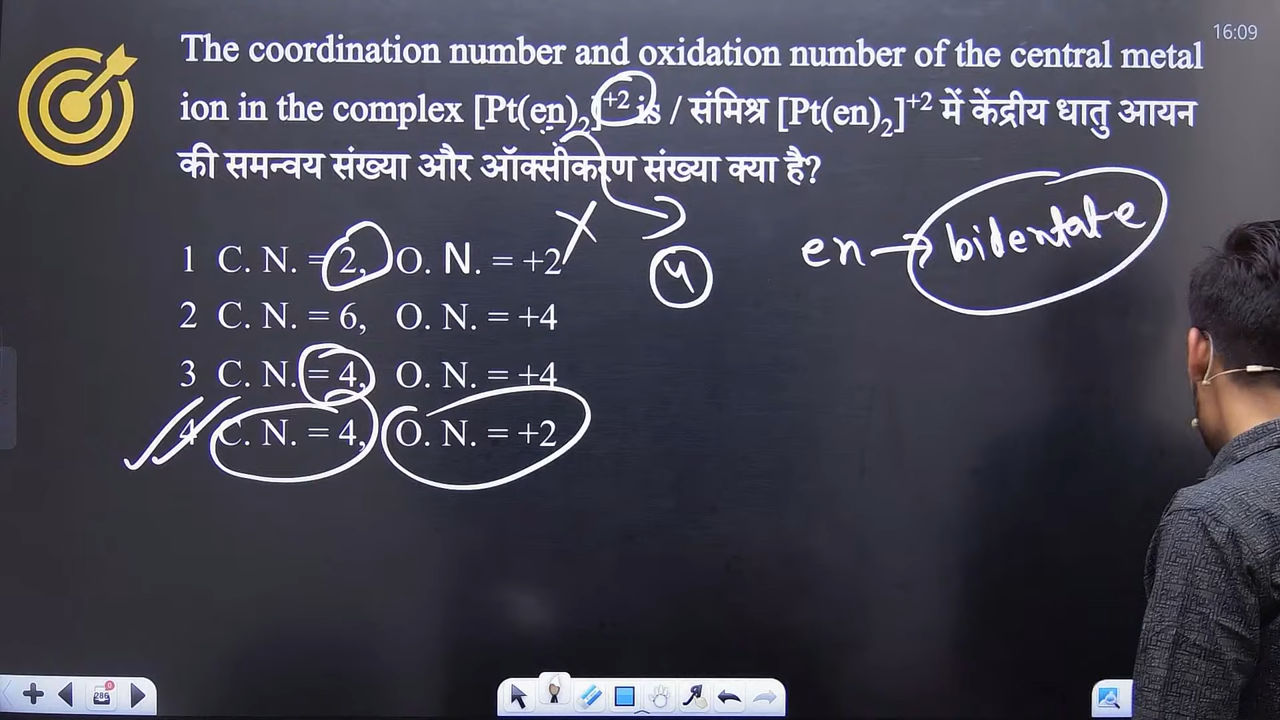 16:09
The coordination number and oxidation number of the central metal
ion in the complex [Pt(en)₂]⁺² is / संमिश्र [Pt(en)₂]⁺² में केंद्रीय धातु आयन
की समन्वय संख्या और ऑक्सीकरण संख्या क्या है?
en → bidentate
1 C. N. = 2, O. N. = +2
4
2 C. N. = 6, O. N. = +4
3 C. N. = 4, O. N. = +4
4 C. N. = 4, O. N. = +2
286